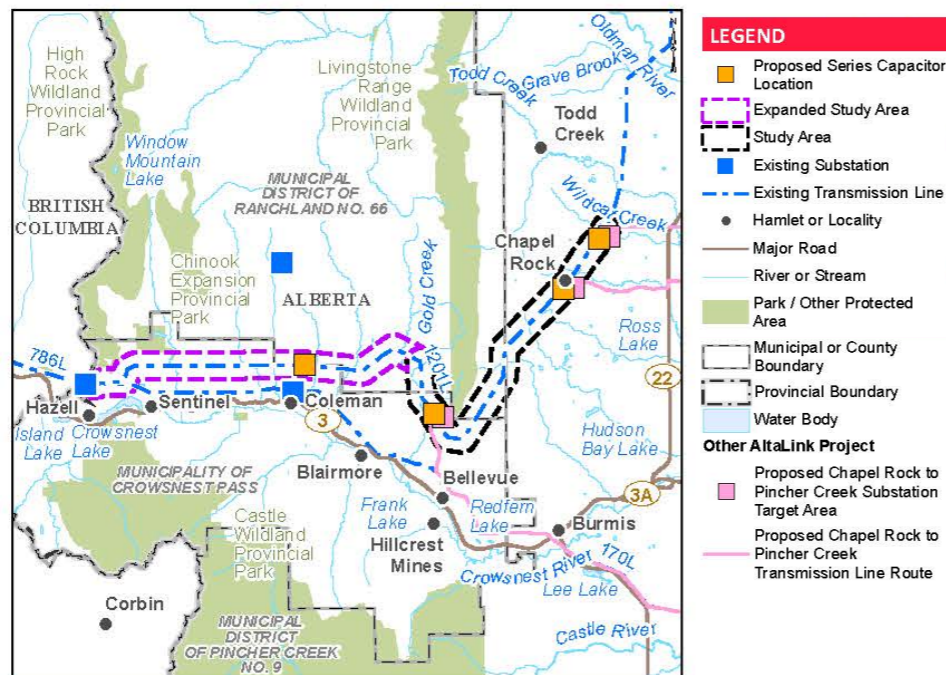 High
Rock
Wildland
Provincial
Park
Livingstone
Range
Wildland
Provincial
Park
Todd Creek
Grave Brook
Oldman River
Todd
Creek
Window
Mountain
Lake
MUNICIPAL
DISTRICT OF
RANCHLAND NO. 66
BRITISH
COLUMBIA
Wildcat Creek
Chapel
Rock
Chinook
Expansion
Provincial
Park
ALBERTA
Gold Creek
Ross
Lake
786L
1201L
22
Hazell
Sentinel
Coleman
3
Island
Lake
Crowsnest
Lake
Hudson
Bay Lake
MUNICIPALITY OF
CROWSNEST PASS
Blairmore
Bellevue
3A
Castle
Wildland
Provincial
Park
Frank
Lake
Redfern
Lake
Burmis
Hillcrest
Mines
Crowsnest River
170L
Lee Lake
Corbin
MUNICIPAL
DISTRICT
OF PINCHER CREEK
NO. 9
Castle River
LEGEND
Proposed Series Capacitor
Location
Expanded Study Area
Study Area
Existing Substation
Existing Transmission Line
Hamlet or Locality
Major Road
River or Stream
Park / Other Protected
Area
Municipal or County
Boundary
Provincial Boundary
Water Body
Other AltaLink Project
Proposed Chapel Rock to
Pincher Creek Substation
Target Area
Proposed Chapel Rock to
Pincher Creek
Transmission Line Route